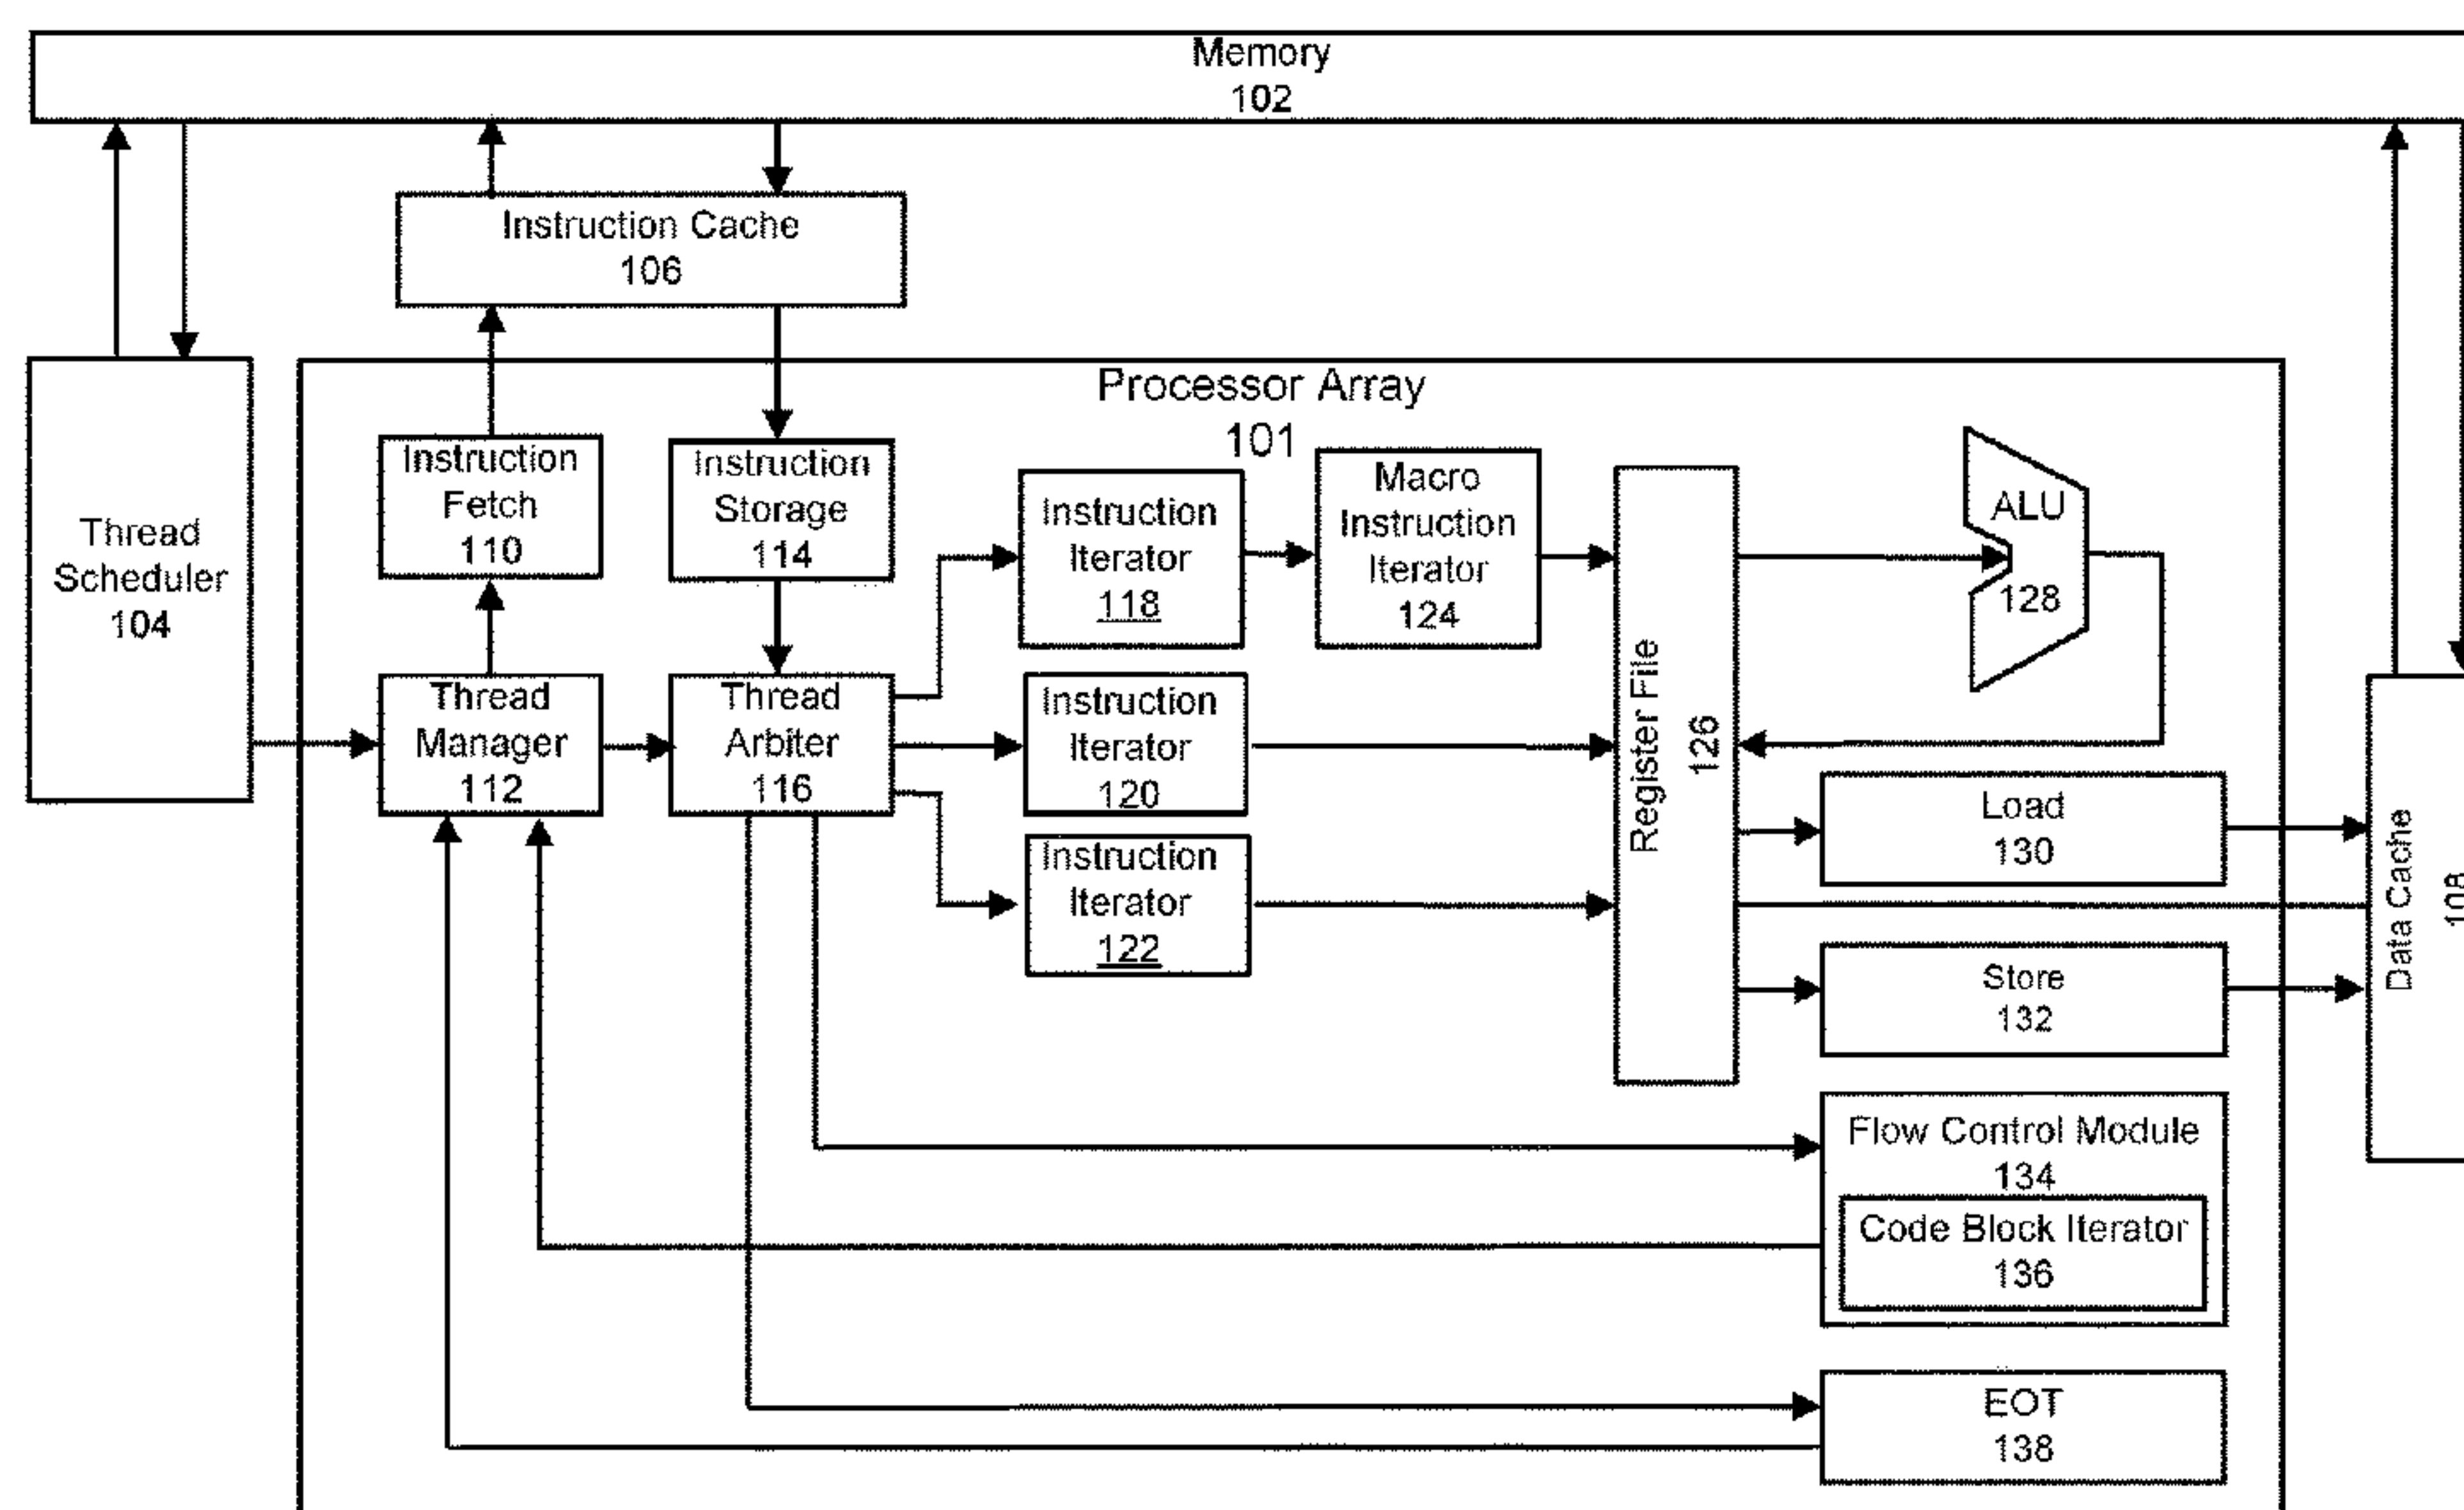 Memory
102
Instruction Cache
106
Processor Array
101
Thread
Scheduler
104
Instruction
Fetch
110
Instruction
Storage
114
Instruction
Iterator
118
Macro
Instruction
Iterator
124
ALU
128
Thread
Manager
112
Thread
Arbiter
116
Instruction
Iterator
120
Instruction
Iterator
122
Register File
126
Load
130
Store
132
Data Cache
108
Flow Control Module
134
Code Block Iterator
136
EOT
138